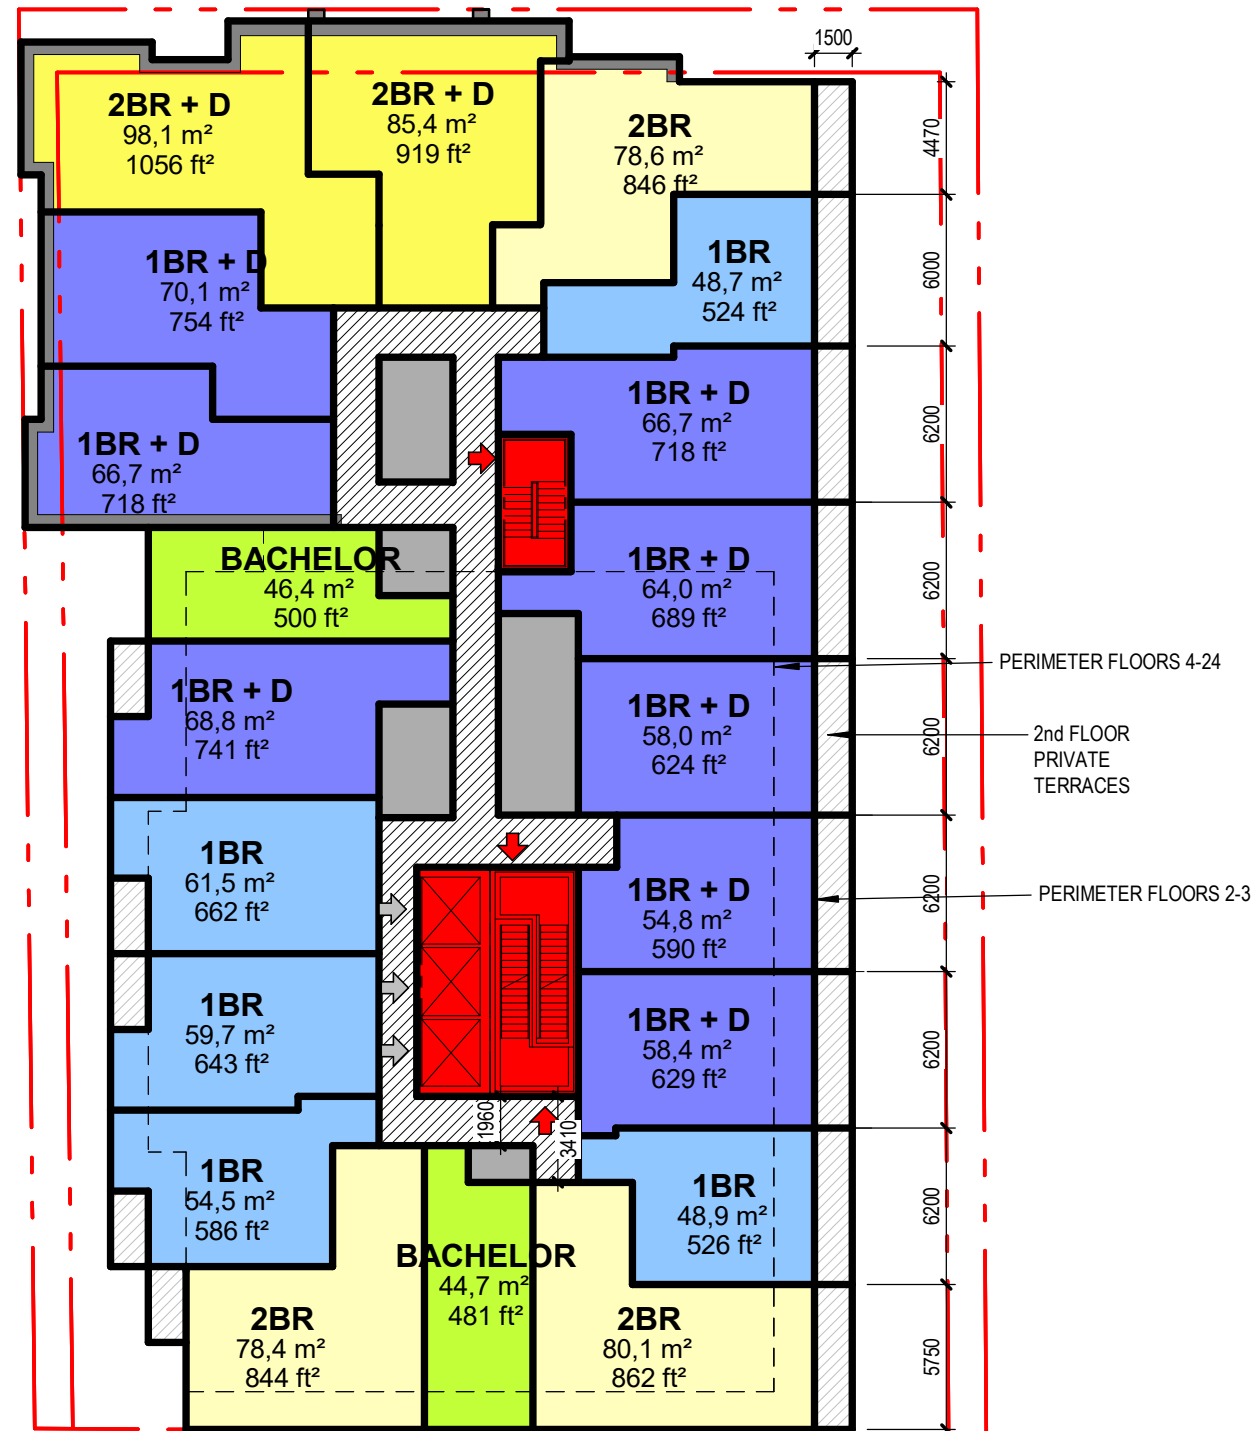 1500
2BR + D
98,1 m²
1056 ft²
2BR + D
85,4 m²
919 ft²
2BR
78,6 m²
846 ft²
4470
1BR + D
70,1 m²
754 ft²
1BR
48,7 m²
524 ft²
6000
1BR + D
66,7 m²
718 ft²
1BR + D
66,7 m²
718 ft²
6200
BACHELOR
46,4 m²
500 ft²
1BR + D
64,0 m²
689 ft²
6200
PERIMETER FLOORS 4-24
1BR + D
68,8 m²
741 ft²
1BR + D
58,0 m²
624 ft²
6200
2nd FLOOR
PRIVATE
TERRACES
1BR
61,5 m²
662 ft²
1BR + D
54,8 m²
590 ft²
6200
PERIMETER FLOORS 2-3
1BR
59,7 m²
643 ft²
1BR + D
58,4 m²
629 ft²
6200
1960
3410
1BR
54,5 m²
586 ft²
1BR
48,9 m²
526 ft²
6200
BACHELOR
44,7 m²
481 ft²
2BR
78,4 m²
844 ft²
2BR
80,1 m²
862 ft²
5750